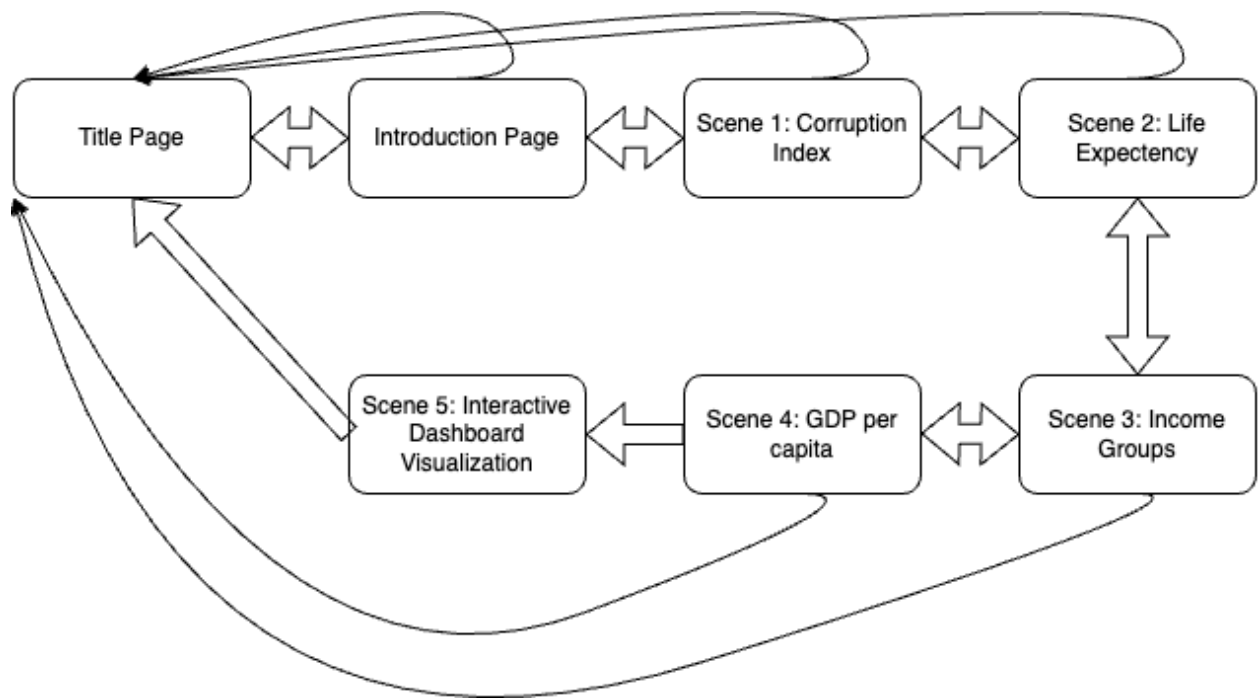 Title Page
Introduction Page
Scene 1: Corruption
Index
Scene 2: Life
Expectency
Scene 5: Interactive
Dashboard
Visualization
Scene 4: GDP per
capita
Scene 3: Income
Groups